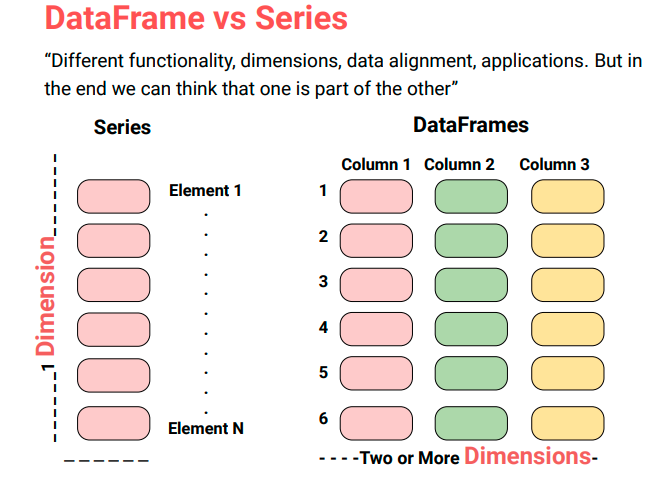 DataFrame vs Series
“Different functionality, dimensions, data alignment, applications. But in
the end we can think that one is part of the other”
Series
DataFrames
Column 1 Column 2 Column 3
Element 1
Element N
1 Dimension
1
2
3
4
5
6
Two or More Dimensions